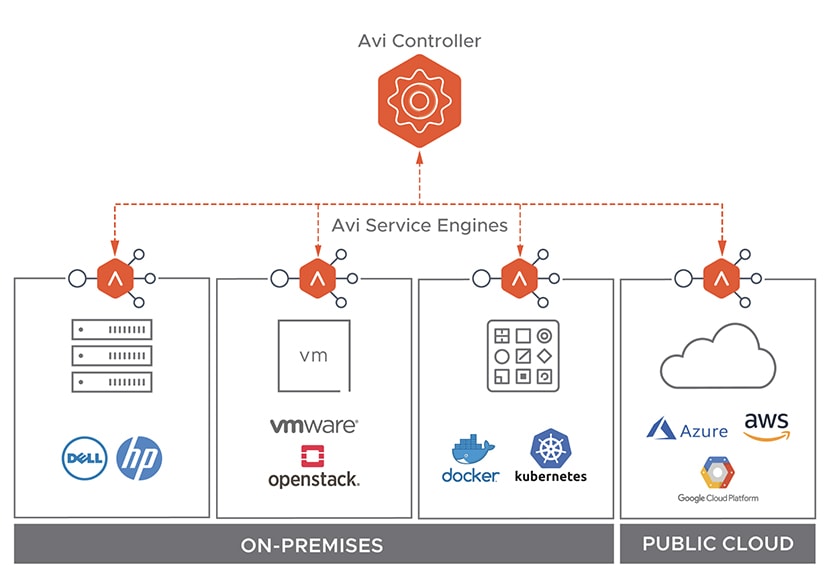 Avi Controller
Avi Service Engines
vm
DELL
hp
vmware®
openstack.
docker
kubernetes
Azure
aws
Google Cloud Platform
ON-PREMISES
PUBLIC CLOUD